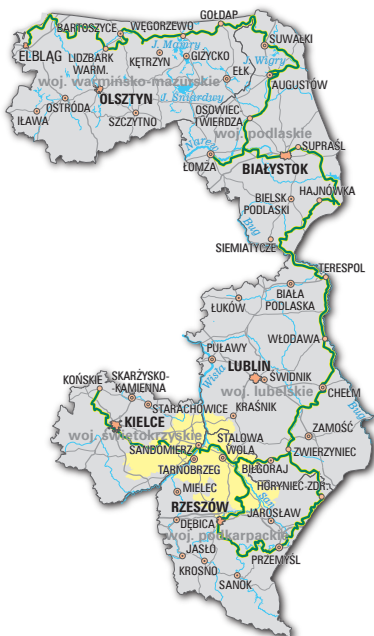 GOŁDAP
BARTOSZYCE
WĘGORZEWO
SUWAŁKI
ELBLĄG
LIDZBARK
WARM.
J. Mamry
KĘTRZYN
GIŻYCKO
J. Wigry
EŁK
woj. warmińsko-mazurskie
AUGUSTÓW
OSTRÓDA
OLSZTYN
J. Śniardwy
IŁAWA
SZCZYTNO
OSOWIEC
TWIERDZA
woj. podlaskie
Narew
SUPRAŚL
ŁOMŻA
BIAŁYSTOK
HAJNÓWKA
BIELSK
PODLASKI
Bug
SIEMIATYCZE
TERESPOL
BIAŁA
PODLASKA
ŁUKÓW
WŁODAWA
PUŁAWY
Wisła
LUBLIN
ŚWIDNIK
KOŃSKIE
SKARŻYSKO-
KAMIENNA
woj. lubelskie
CHEŁM
Bug
STARACHOWICE
KRAŚNIK
KIELCE
woj. świętokrzyskie
ZAMOŚĆ
STALOWA
WOLA
SANDOMIERZ
ZWIERZYNIEC
TARNOBRZEG
BIŁGORAJ
MIELEC
HORYNIEC-ZDR.
San
RZESZÓW
JAROSŁAW
DĘBICA
woj. podkarpackie
JASŁO
PRZEMYŚL
KROSNO
SANOK